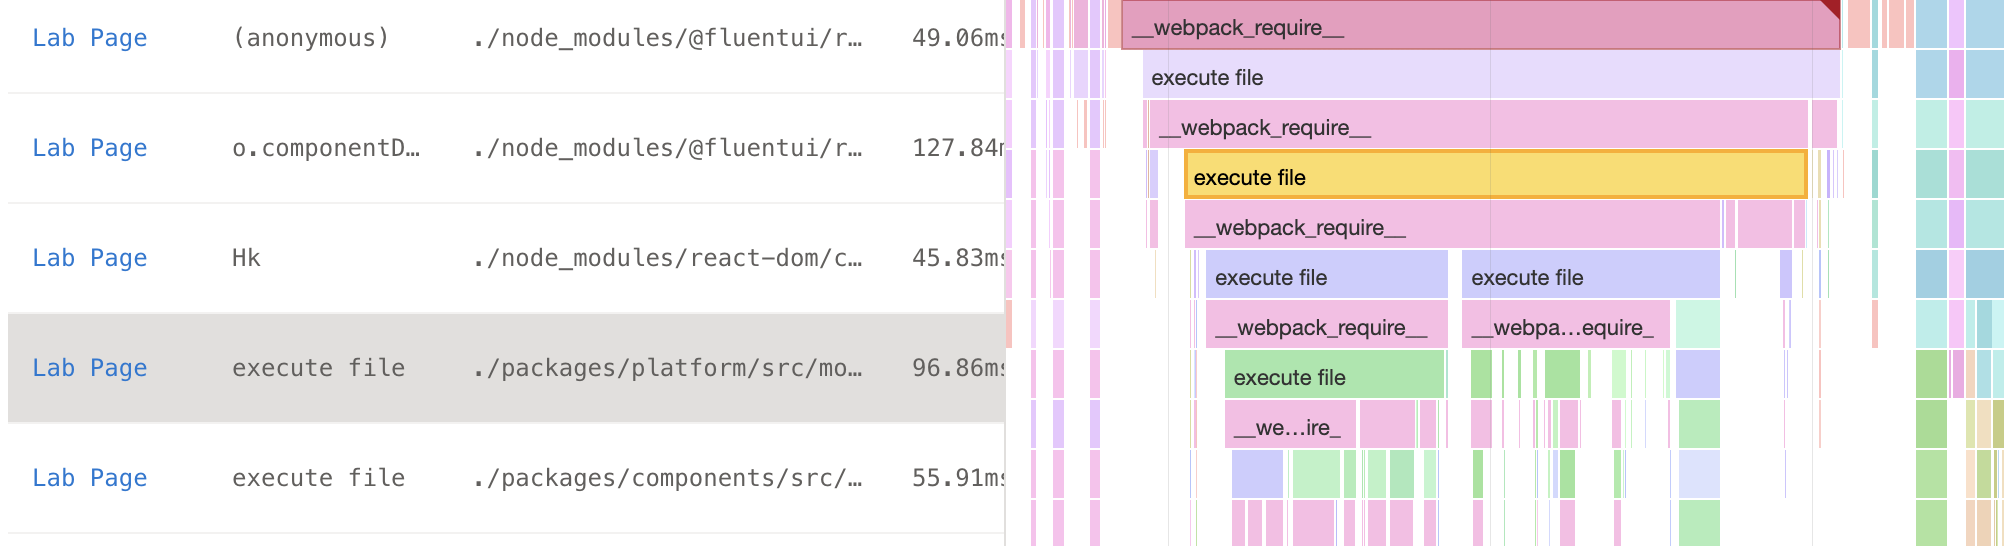 Lab Page (anonymous) ./node_modules/@fluentui/r… 49.06ms
Lab Page o.componentD… ./node_modules/@fluentui/r… 127.84m
Lab Page Hk ./node_modules/react-dom/c… 45.83ms
Lab Page execute file ./packages/platform/src/mo… 96.86ms
Lab Page execute file ./packages/components/src/… 55.91ms
__webpack_require__
execute file
__webpack_require__
execute file
__webpack_require__
execute file execute file
__webpack_require__ __webpa…equire_
execute file
__we…ire_